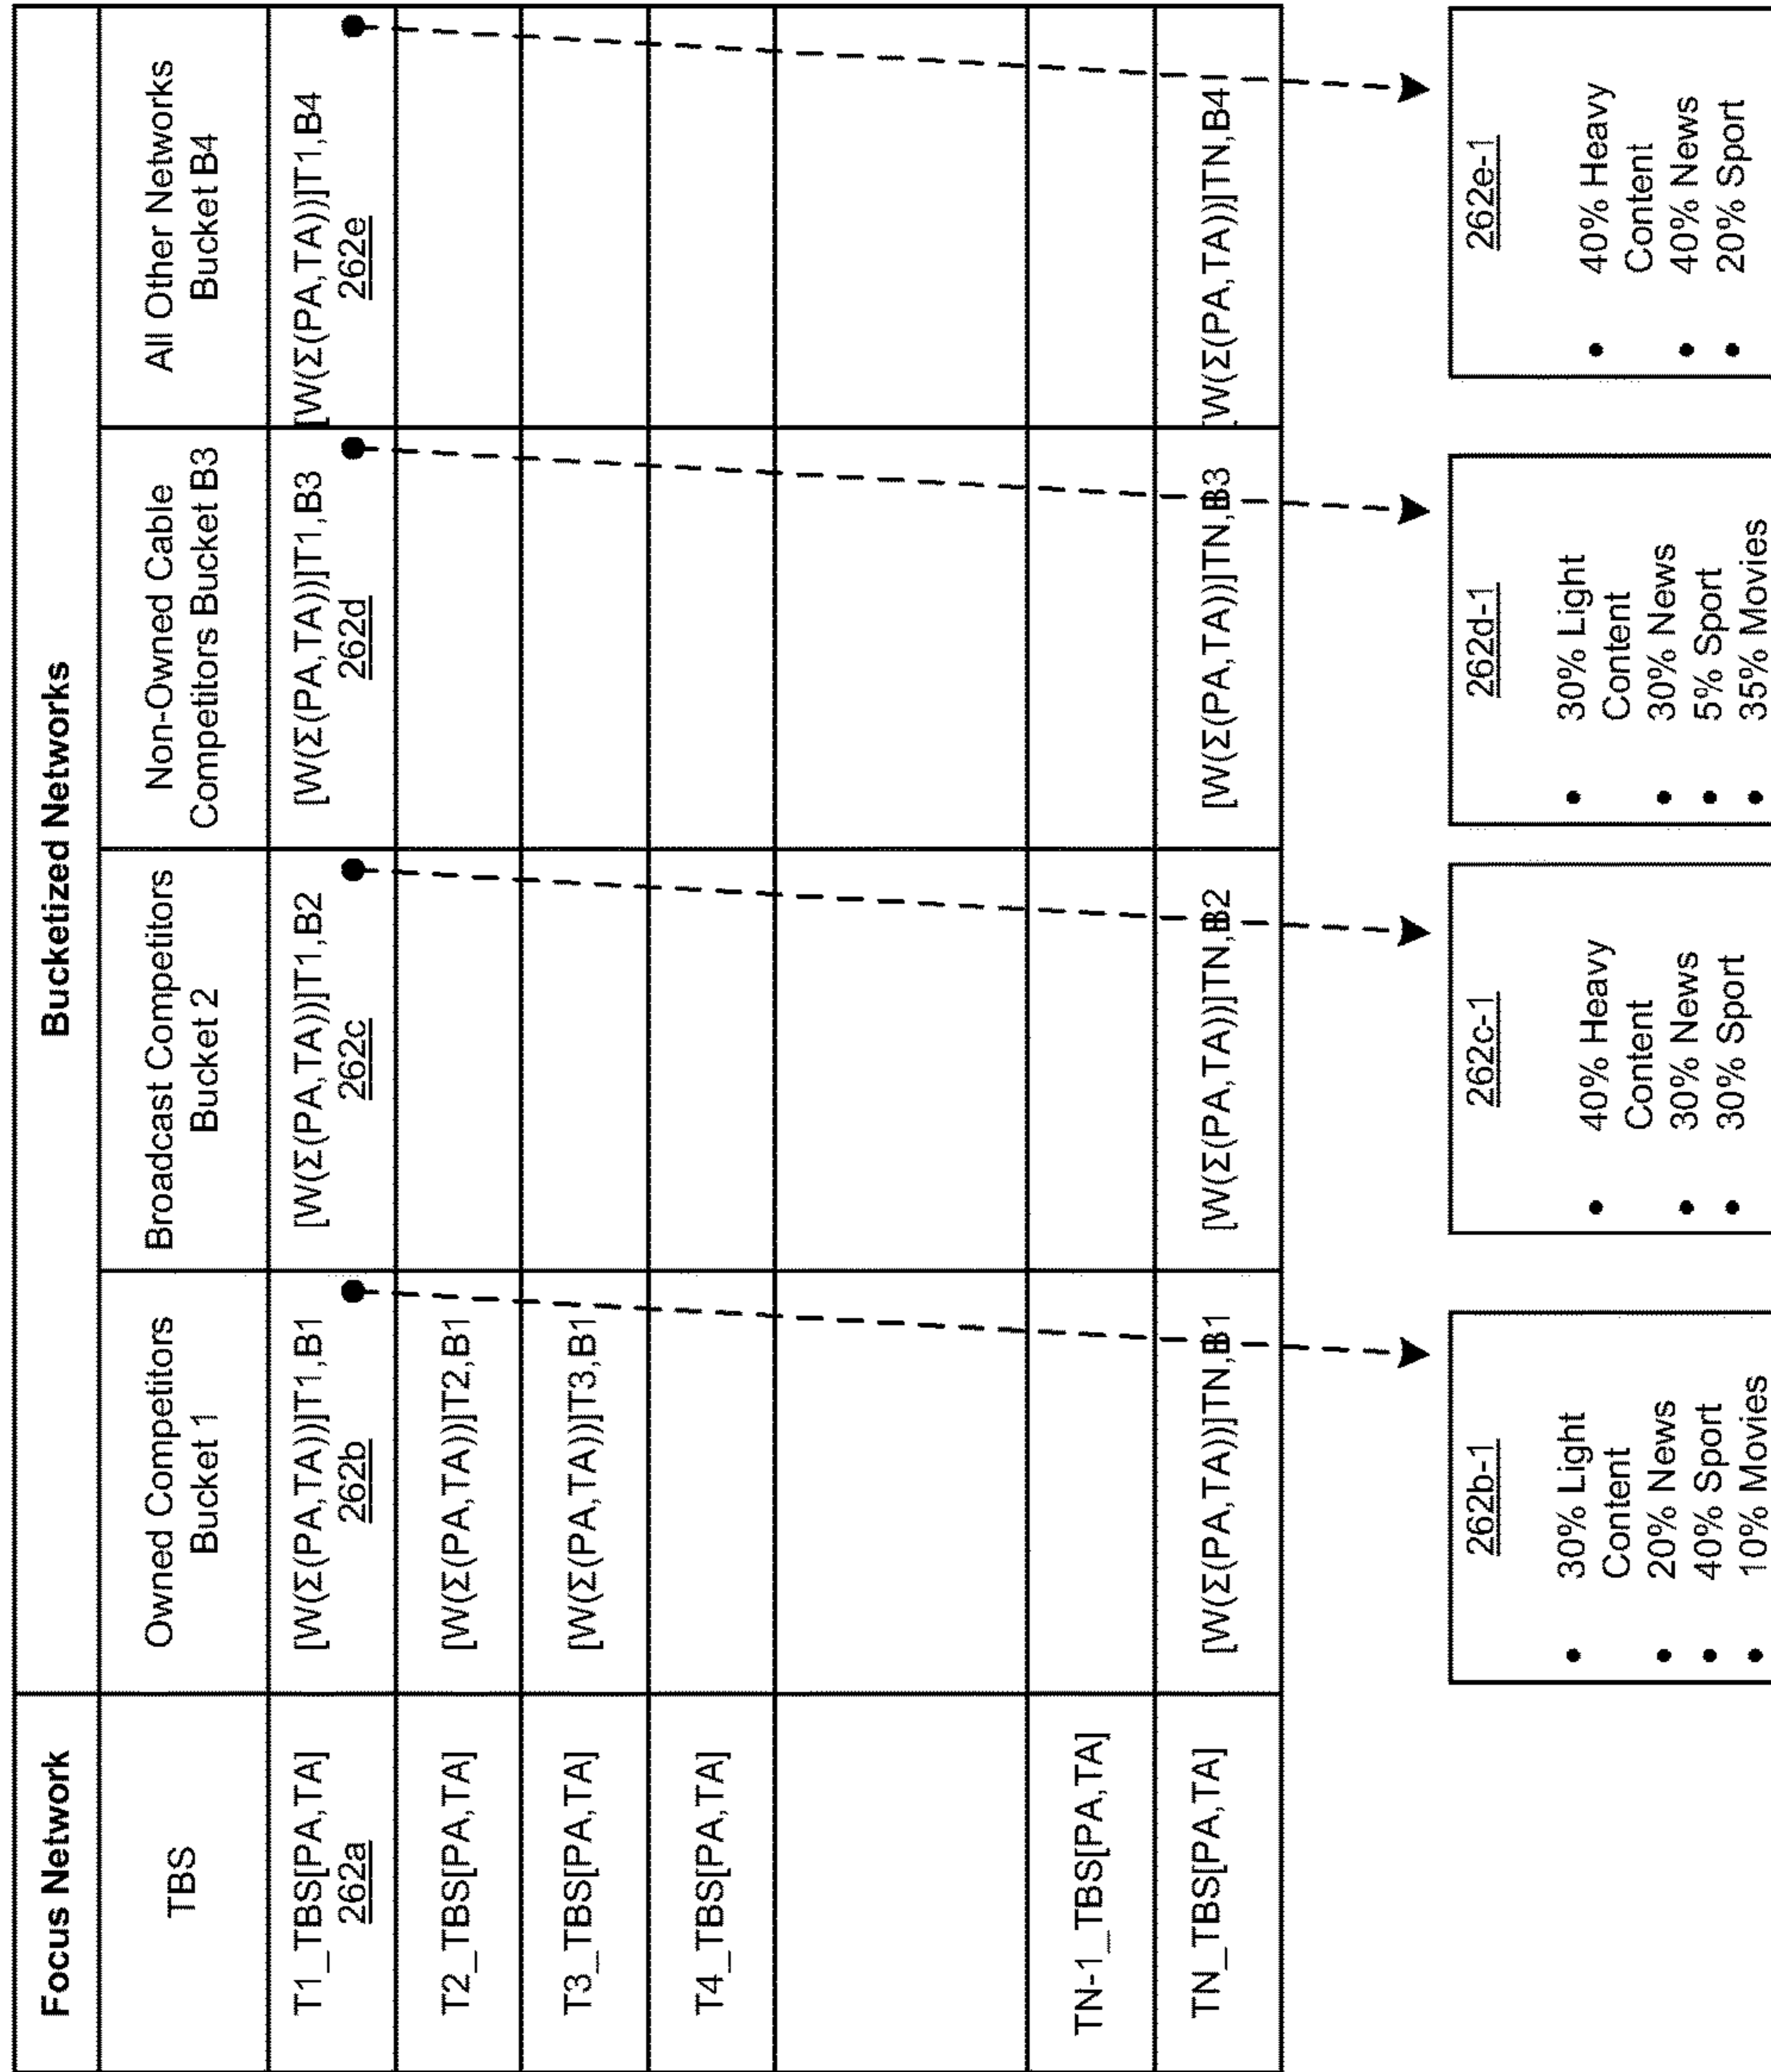 Focus Network
Bucketized Networks
TBS
Owned Competitors
Bucket 1
Broadcast Competitors
Bucket 2
Non-Owned Cable
Competitors Bucket B3
All Other Networks
Bucket B4
T1_TBS[PA,TA]
262a
[W(Σ(PA,TA))]T1,B1
262b
[W(Σ(PA,TA))]T1,B2
262c
[W(Σ(PA,TA))]T1,B3
262d
[W(Σ(PA,TA))]T1,B4
262e
T2_TBS[PA,TA]
[W(Σ(PA,TA))]T2,B1
T3_TBS[PA,TA]
[W(Σ(PA,TA))]T3,B1
T4_TBS[PA,TA]
TN-1_TBS[PA,TA]
TN_TBS[PA,TA]
[W(Σ(PA,TA))]TN,B1
[W(Σ(PA,TA))]TN,B2
[W(Σ(PA,TA))]TN,B3
[W(Σ(PA,TA))]TN,B4
262b-1
• 30% Light
Content
• 20% News
• 40% Sport
• 10% Movies
262c-1
• 40% Heavy
Content
• 30% News
• 30% Sport
262d-1
• 30% Light
Content
• 30% News
• 5% Sport
• 35% Movies
262e-1
• 40% Heavy
Content
• 40% News
• 20% Sport